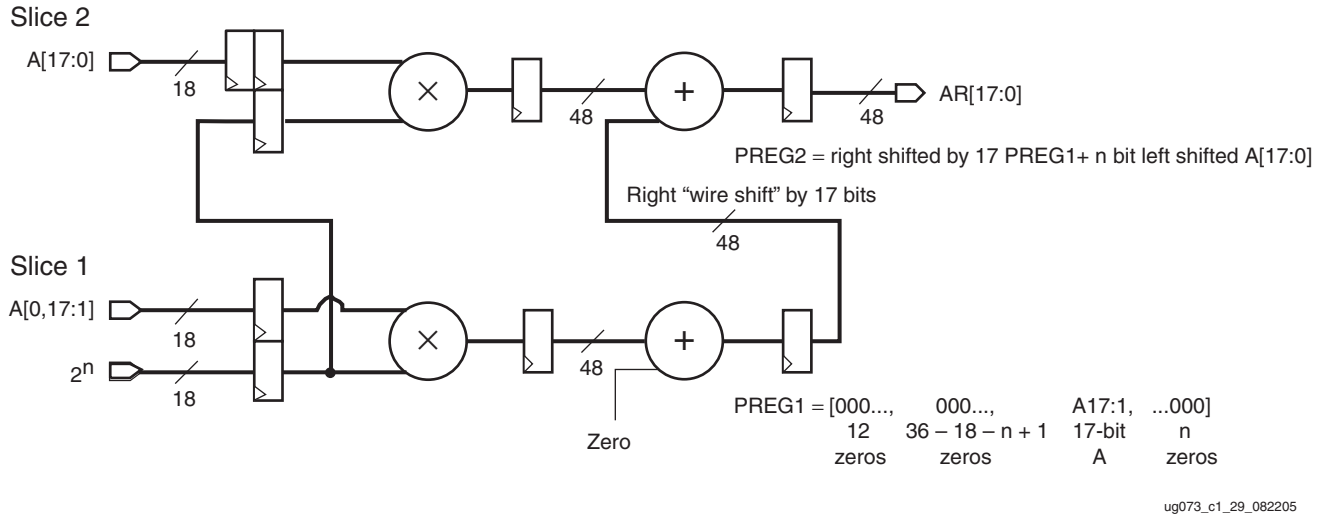 Slice 2
A[17:0]
18
×
48
+
48
AR[17:0]
PREG2 = right shifted by 17 PREG1+ n bit left shifted A[17:0]
Right “wire shift” by 17 bits
48
Slice 1
A[0,17:1]
18
2n
18
×
48
+
Zero
PREG1 = [000..., 000..., A17:1, ...000]
12 36 – 18 – n + 1 17-bit n
zeros zeros A zeros
ug073_c1_29_082205